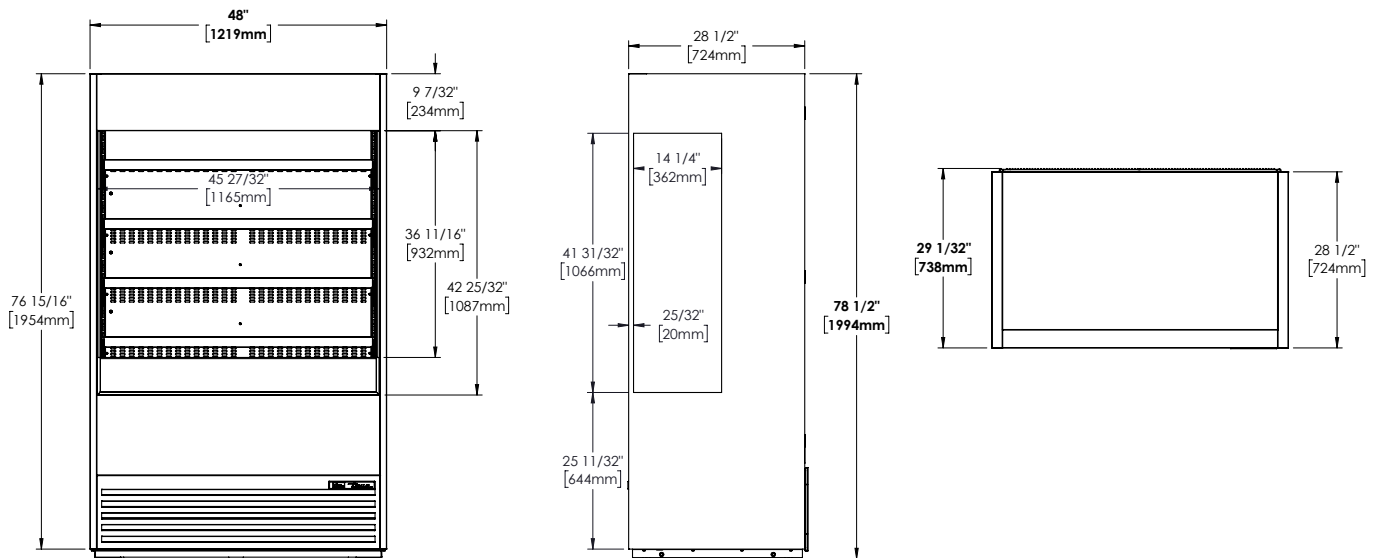 48"
[1219mm]
28 1/2"
[724mm]
9 7/32"
[234mm]
14 1/4"
[362mm]
45 27/32"
[1165mm]
36 11/16"
[932mm]
41 31/32"
[1066mm]
29 1/32"
[738mm]
28 1/2"
[724mm]
42 25/32"
[1087mm]
76 15/16"
[1954mm]
25/32"
[20mm]
78 1/2"
[1994mm]
25 11/32"
[644mm]